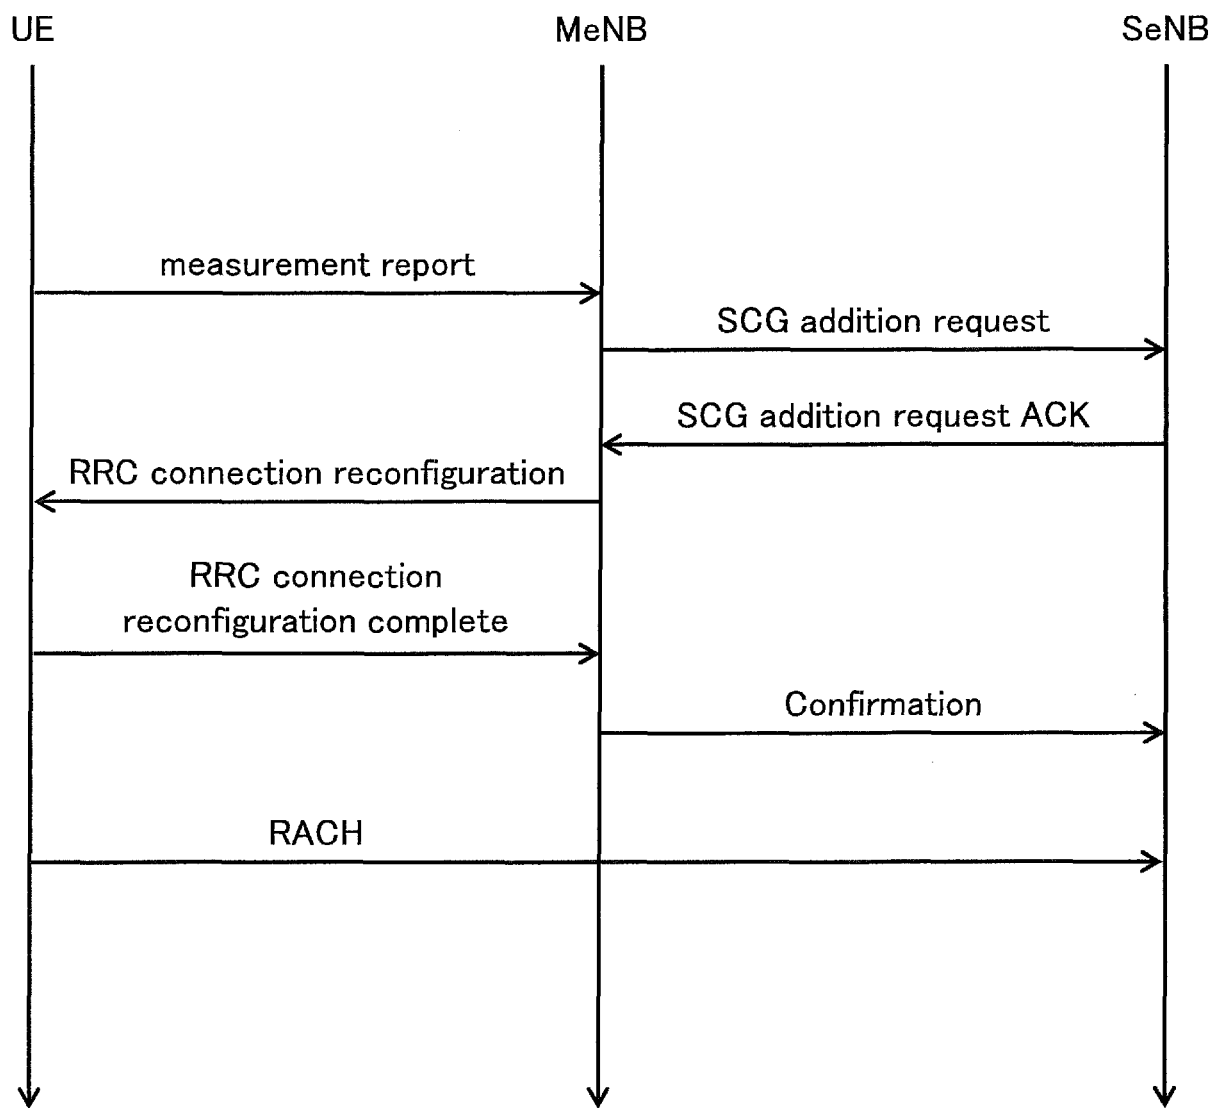 UE
MeNB
SeNB
measurement report
SCG addition request
SCG addition request ACK
RRC connection reconfiguration
RRC connection
reconfiguration complete
Confirmation
RACH